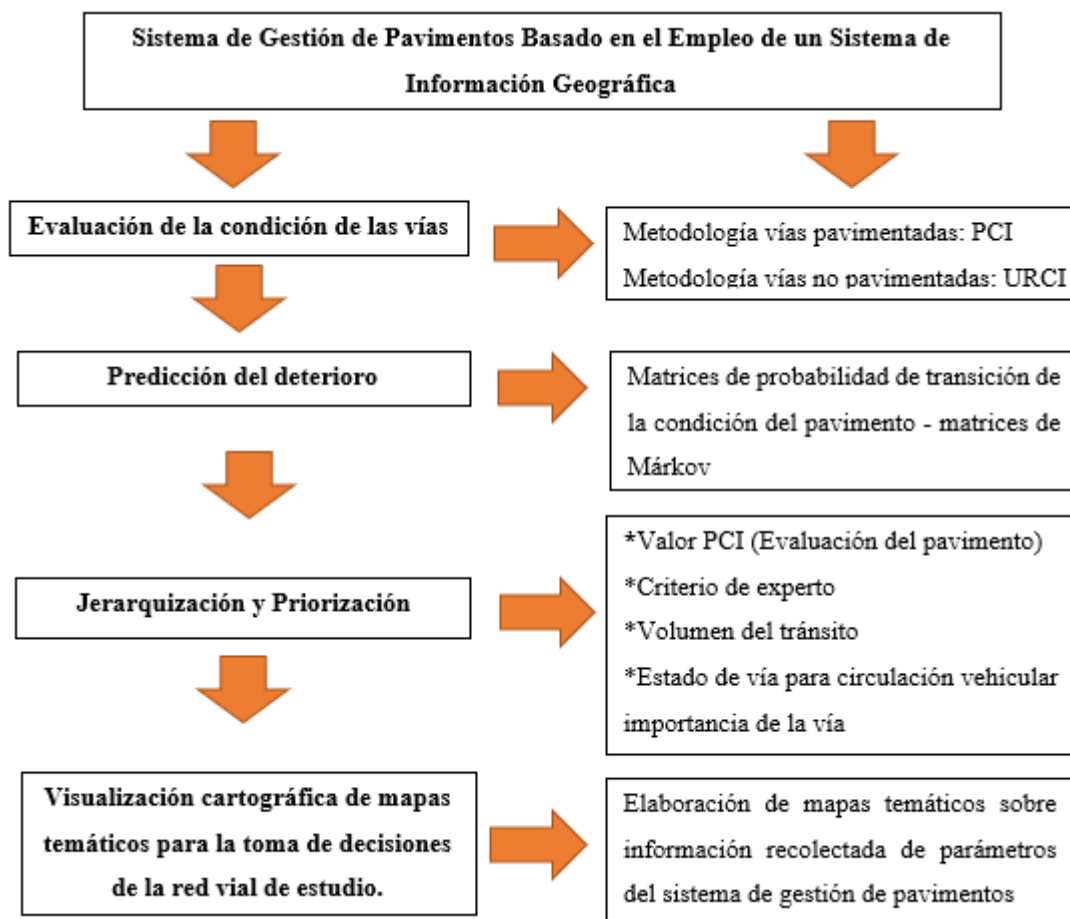 Sistema de Gestión de Pavimentos Basado en el Empleo de un Sistema de
Información Geográfica
Evaluación de la condición de las vías
Metodología vías pavimentadas: PCI
Metodología vías no pavimentadas: URCI
Predicción del deterioro
Matrices de probabilidad de transición de
la condición del pavimento - matrices de
Márkov
Jerarquización y Priorización
*Valor PCI (Evaluación del pavimento)
*Criterio de experto
*Volumen del tránsito
*Estado de vía para circulación vehicular
importancia de la vía
Visualización cartográfica de mapas
temáticos para la toma de decisiones
de la red vial de estudio.
Elaboración de mapas temáticos sobre
información recolectada de parámetros
del sistema de gestión de pavimentos